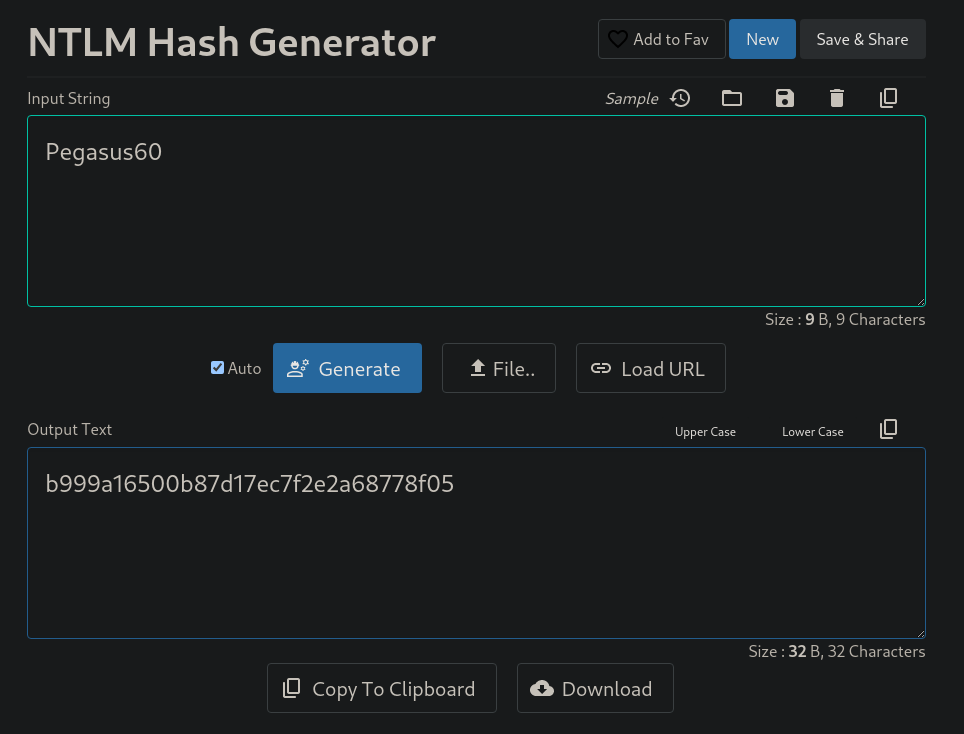 NTLM Hash Generator
Add to Fav
New
Save & Share
Input String
Sample
Pegasus60
Size : 9 B, 9 Characters
Auto
Generate
File..
Load URL
Output Text
Upper Case
Lower Case
b999a16500b87d17ec7f2e2a68778f05
Size : 32 B, 32 Characters
Copy To Clipboard
Download